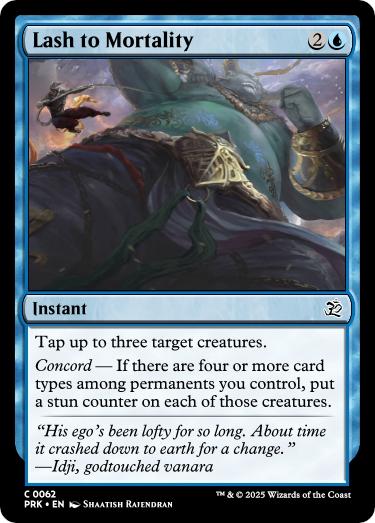 Lash to Mortality 2
Instant
Tap up to three target creatures.
Concord — If there are four or more card
types among permanents you control, put
a stun counter on each of those creatures.
“His ego’s been lofty for so long. About time
it crashed down to earth for a change.”
—Idji, godtouched vanara
C 0062
PRK • EN Shaatish Rajendran
™ & © 2025 Wizards of the Coast